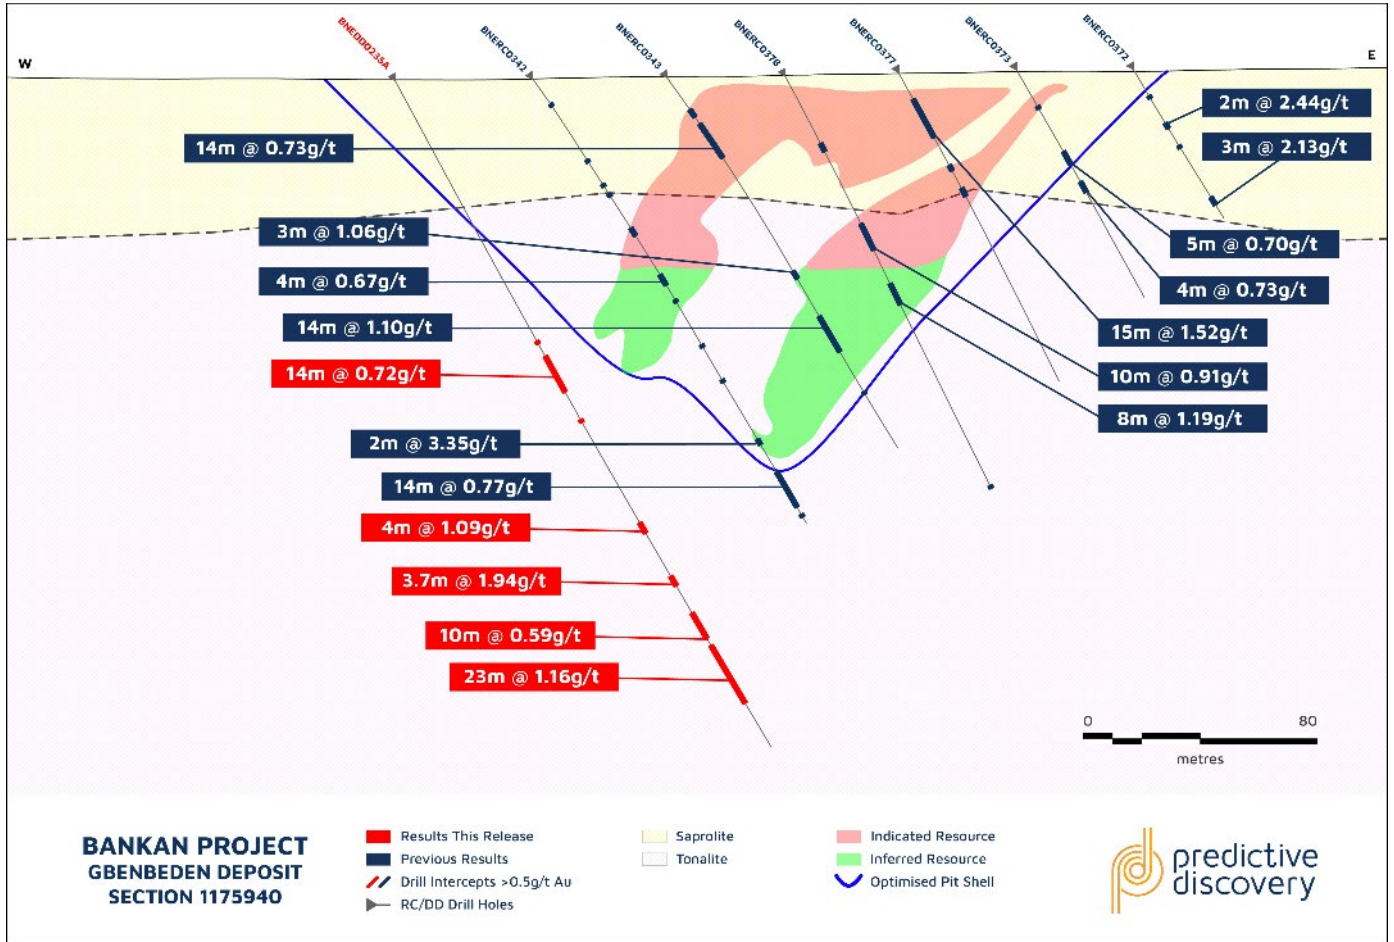 BNEDD0235A
BNERC0342
BNERC0343
BNERC0378
BNERC0377
BNERC0373
BNERC0372
W
E
2m @ 2.44g/t
14m @ 0.73g/t
3m @ 2.13g/t
3m @ 1.06g/t
5m @ 0.70g/t
4m @ 0.67g/t
4m @ 0.73g/t
14m @ 1.10g/t
15m @ 1.52g/t
14m @ 0.72g/t
10m @ 0.91g/t
8m @ 1.19g/t
2m @ 3.35g/t
14m @ 0.77g/t
4m @ 1.09g/t
3.7m @ 1.94g/t
10m @ 0.59g/t
23m @ 1.16g/t
0 80
metres
BANKAN PROJECT
GBENBEDEN DEPOSIT
SECTION 1175940
Results This Release
Previous Results
Drill Intercepts >0.5g/t Au
RC/DD Drill Holes
Saprolite
Tonalite
Indicated Resource
Inferred Resource
Optimised Pit Shell
predictive
discovery